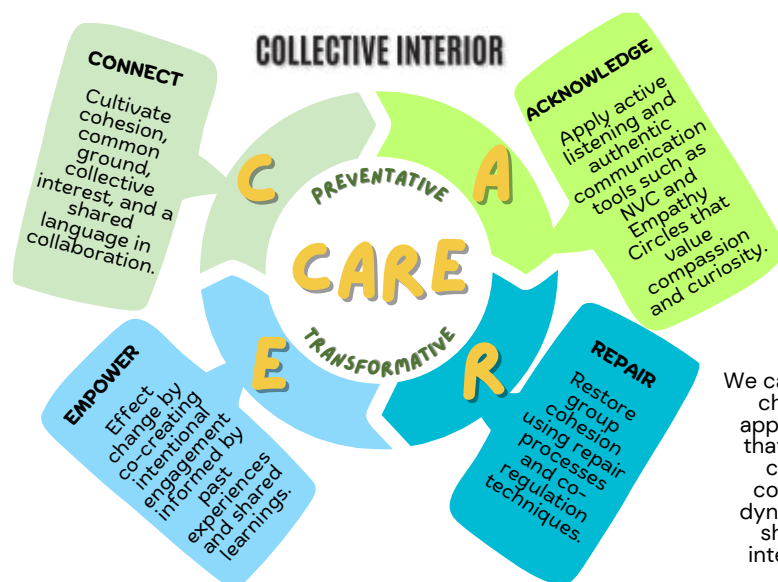 COLLECTIVE INTERIOR
CONNECT
Cultivate
cohesion,
common
ground,
collective
interest, and a
shared
language in
collaboration.
ACKNOWLEDGE
Apply active
listening and
authentic
communication
tools such as
NVC and
Empathy
Circles that
value
compassion
and curiosity.
C
A
PREVENTATIVE
CARE
TRANSFORMATIVE
E
R
EMPOWER
Effect
change by
co-creating
intentional
engagement
informed by
past
experiences
and shared
learnings.
REPAIR
Restore
group
cohesion
using repair
processes
and co-
regulation
techniques.
We ca
ch
app
that
c
co
dyn
sh
inte